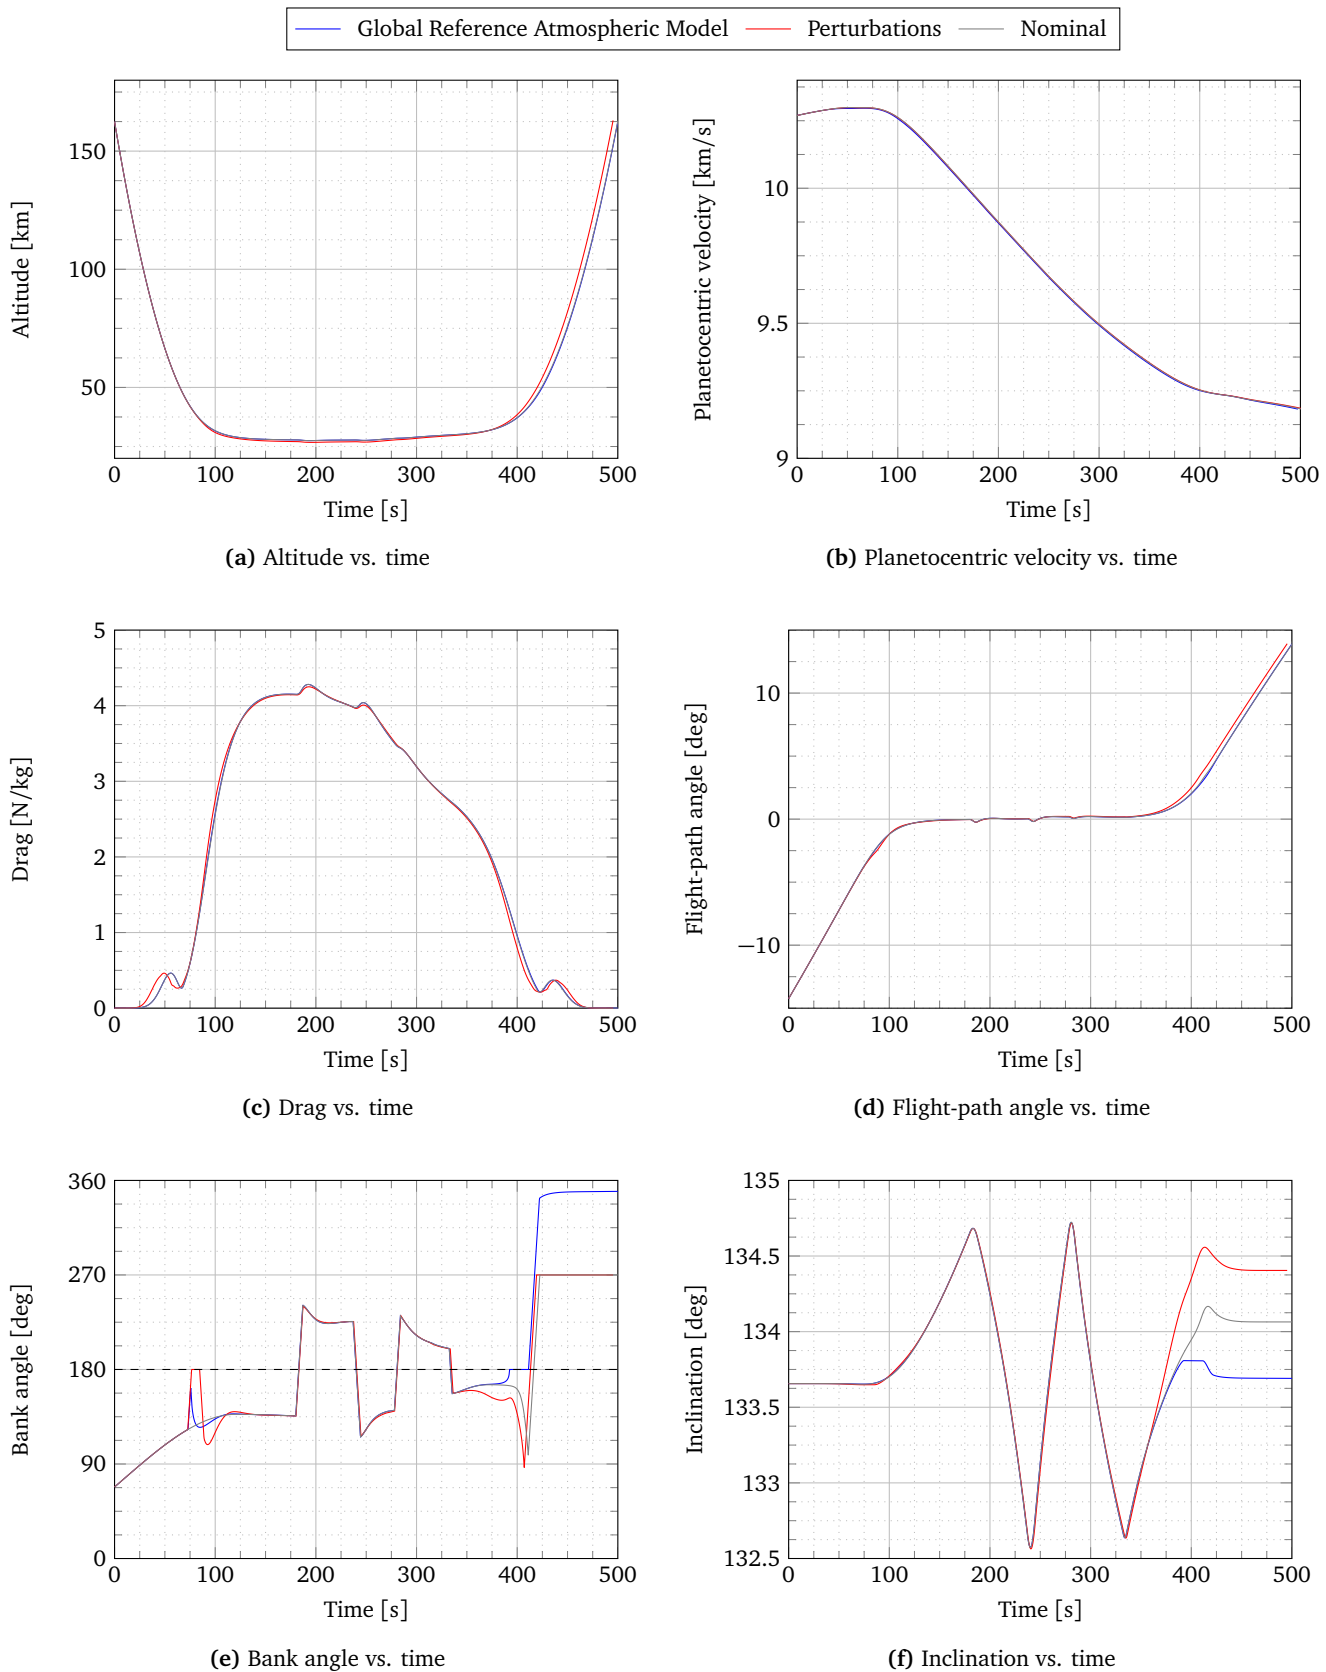 Global Reference Atmospheric Model Perturbations Nominal
150
100
50
0 100 200 300 400 500
Altitude [km]
Time [s]
(a) Altitude vs. time
10
9.5
9
0 100 200 300 400 500
Planetocentric velocity [km/s]
Time [s]
(b) Planetocentric velocity vs. time
5
4
3
2
1
0
0 100 200 300 400 500
Drag [N/kg]
Time [s]
(c) Drag vs. time
10
0
−10
0 100 200 300 400 500
Flight-path angle [deg]
Time [s]
(d) Flight-path angle vs. time
360
270
180
90
0
0 100 200 300 400 500
Bank angle [deg]
Time [s]
(e) Bank angle vs. time
135
134.5
134
133.5
133
132.5
0 100 200 300 400 500
Inclination [deg]
Time [s]
(f) Inclination vs. time